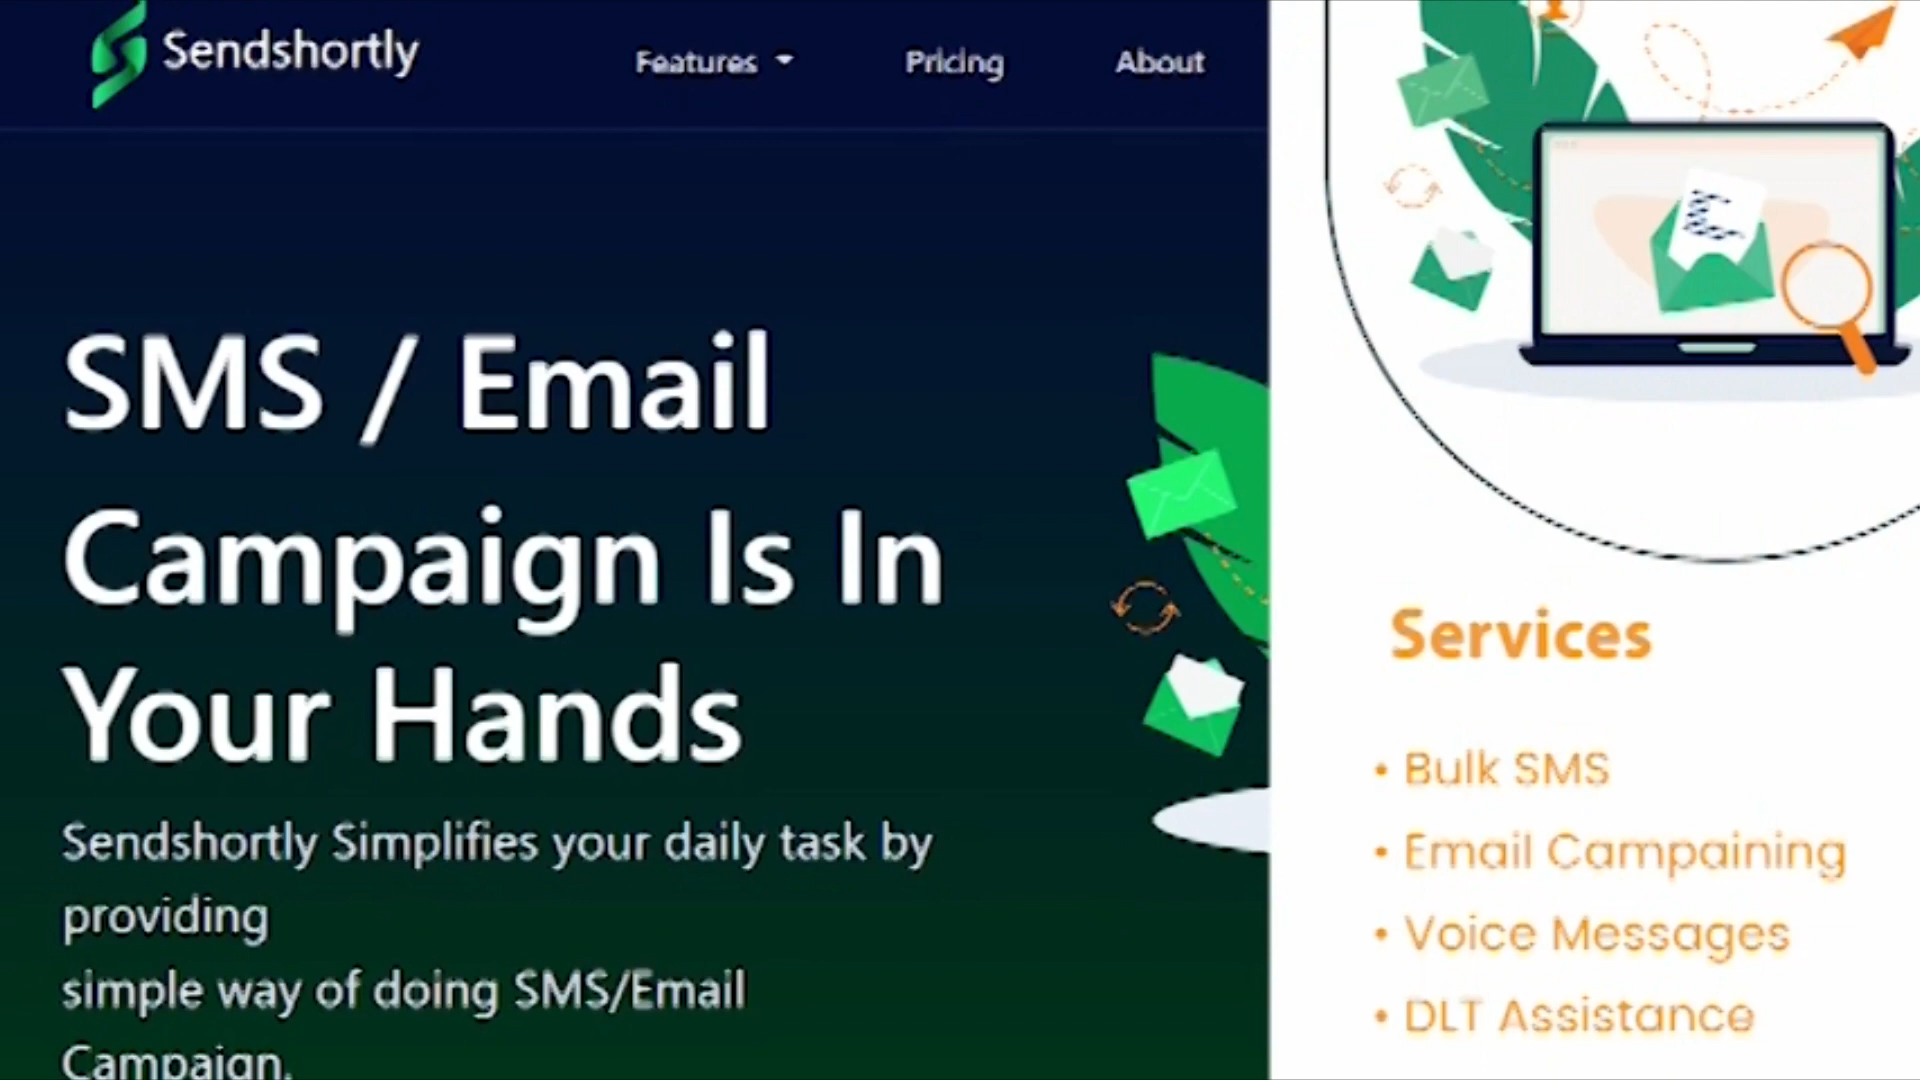 Sendshortly
Features
Pricing
About
SMS / Email
Campaign Is In
Your Hands
Sendshortly Simplifies your daily task by
providing
simple way of doing SMS/Email
Campaign.
Services
• Bulk SMS
• Email Campaining
• Voice Messages
• DLT Assistance